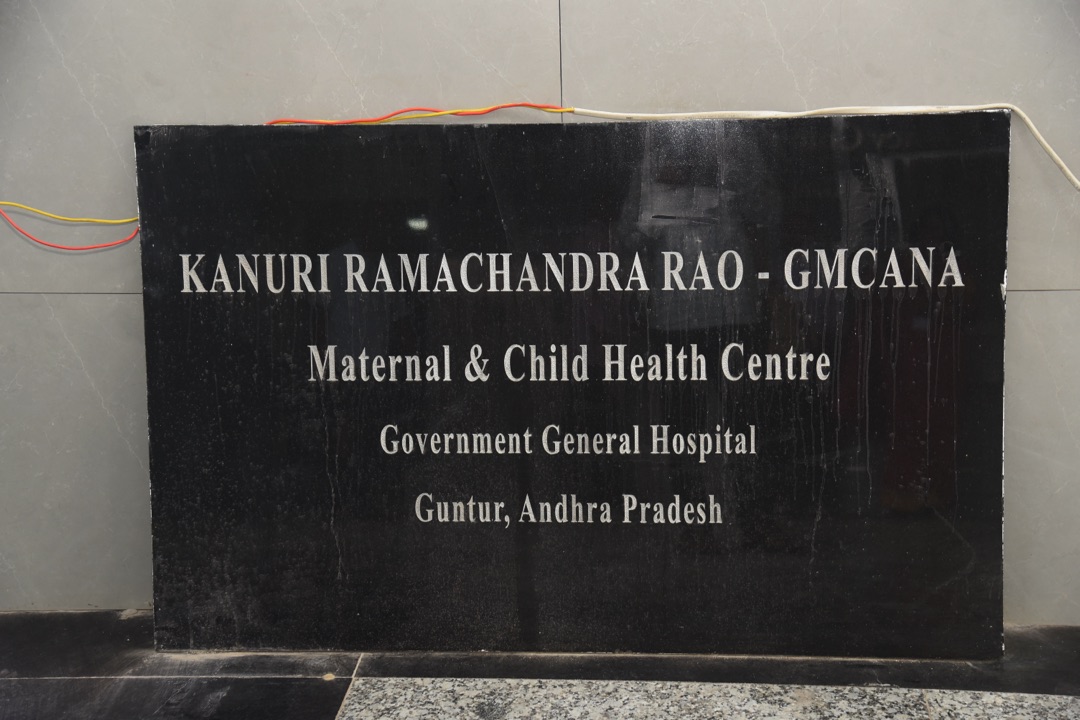 KANURI RAMACHANDRA RAO - GMCANA
Maternal & Child Health Centre
Government General Hospital
Guntur, Andhra Pradesh